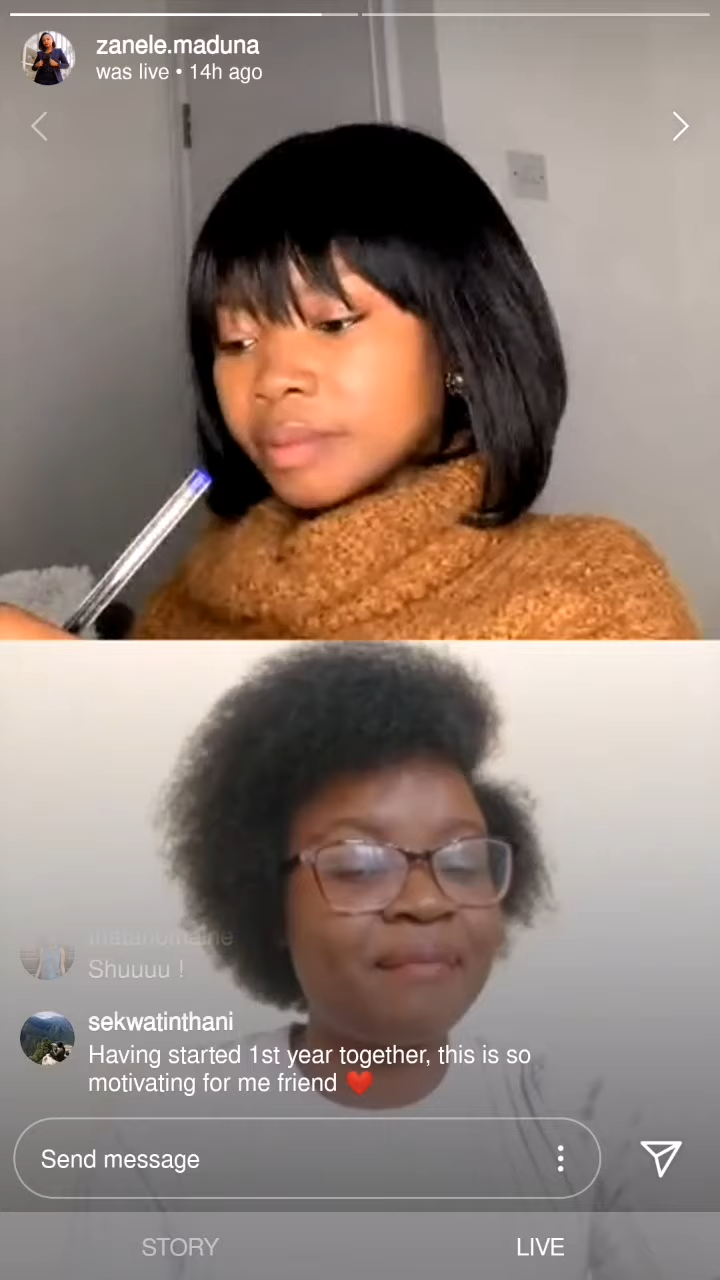 zanele.maduna
was live • 14h ago
Shuuuu !
sekwatinthani
Having started 1st year together, this is so
motivating for me friend ❤️
Send message
STORY
LIVE